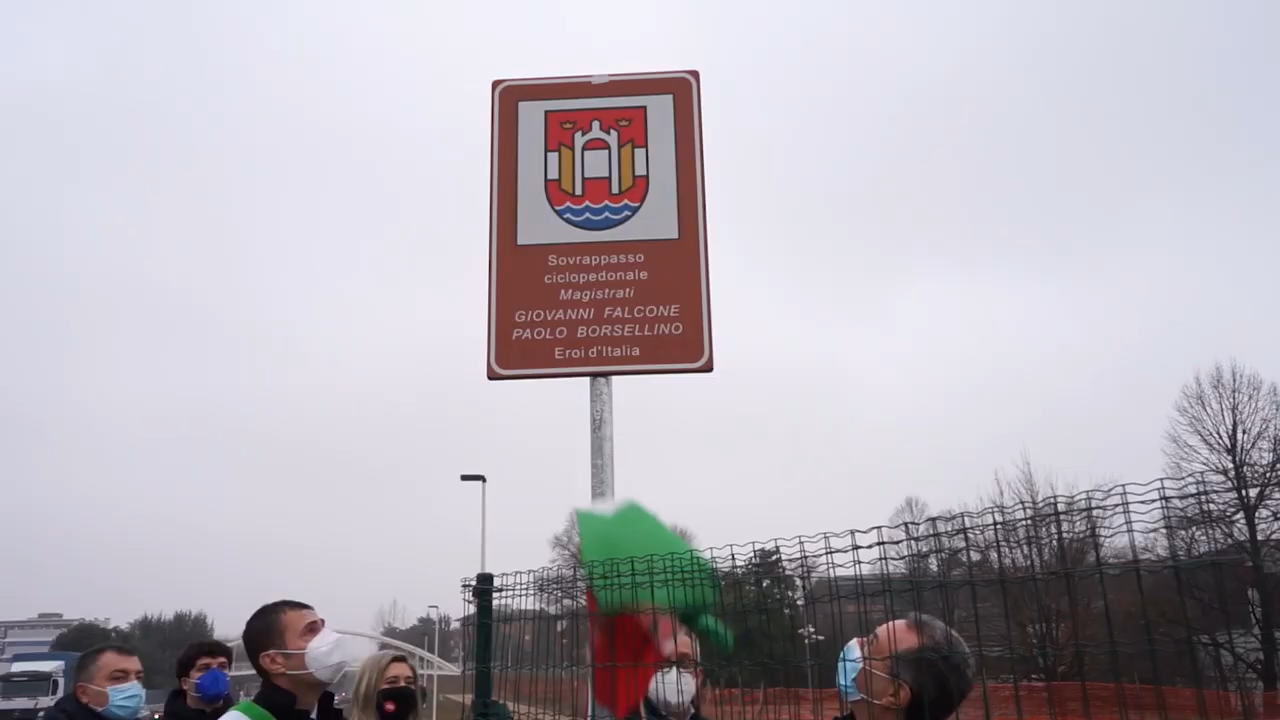 Sovrappasso
ciclopedonale
Magistrati
GIOVANNI FALCONE
PAOLO BORSELLINO
Eroi d'Italia